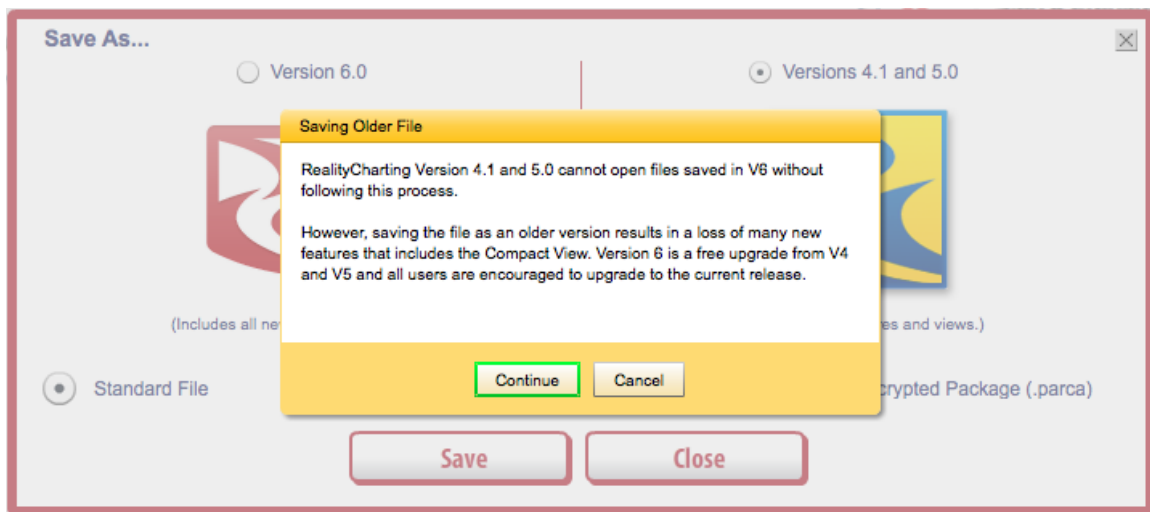 Save As...
Version 6.0
Versions 4.1 and 5.0
Saving Older File
RealityCharting Version 4.1 and 5.0 cannot open files saved in V6 without
following this process.
However, saving the file as an older version results in a loss of many new
features that includes the Compact View. Version 6 is a free upgrade from V4
and V5 and all users are encouraged to upgrade to the current release.
(Includes all
and views.)
Continue
Cancel
Standard File
Package (.parca)
Save
Close